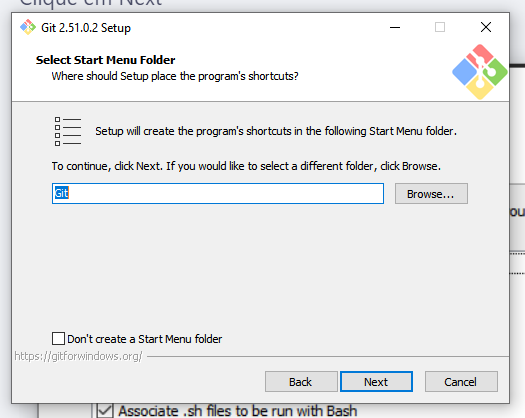 Clique em Next
Git 2.51.0.2 Setup
Select Start Menu Folder
Where should Setup place the program's shortcuts?
Setup will create the program's shortcuts in the following Start Menu folder.
To continue, click Next. If you would like to select a different folder, click Browse.
Git
Browse...
ou
Don't create a Start Menu folder
https://gitforwindows.org/
Back
Next
Cancel
Associate .sh files to be run with Bash